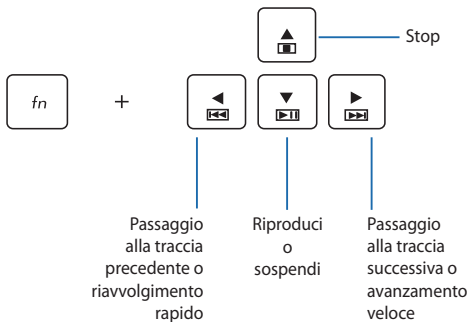 Stop
fn
+
Passaggio
alla traccia
precedente o
riavvolgimento
rapido
Riproduci
o
sospendi
Passaggio
alla traccia
successiva o
avanzamento
veloce